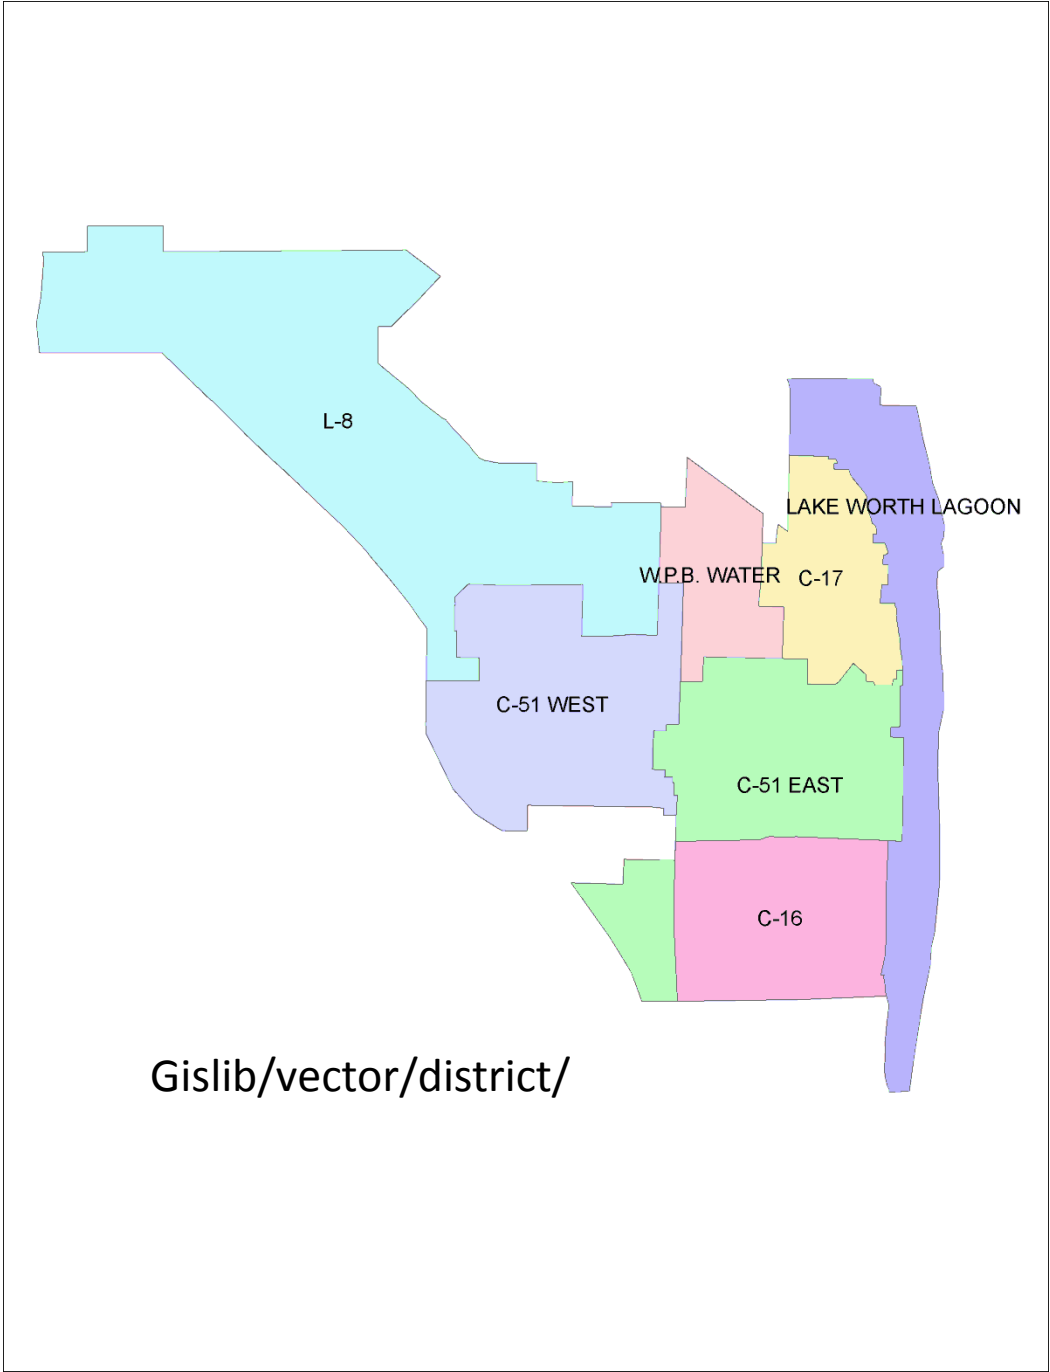 L-8
LAKE WORTH LAGOON
W.P.B. WATER
C-17
C-51 WEST
C-51 EAST
C-16
Gislib/vector/district/